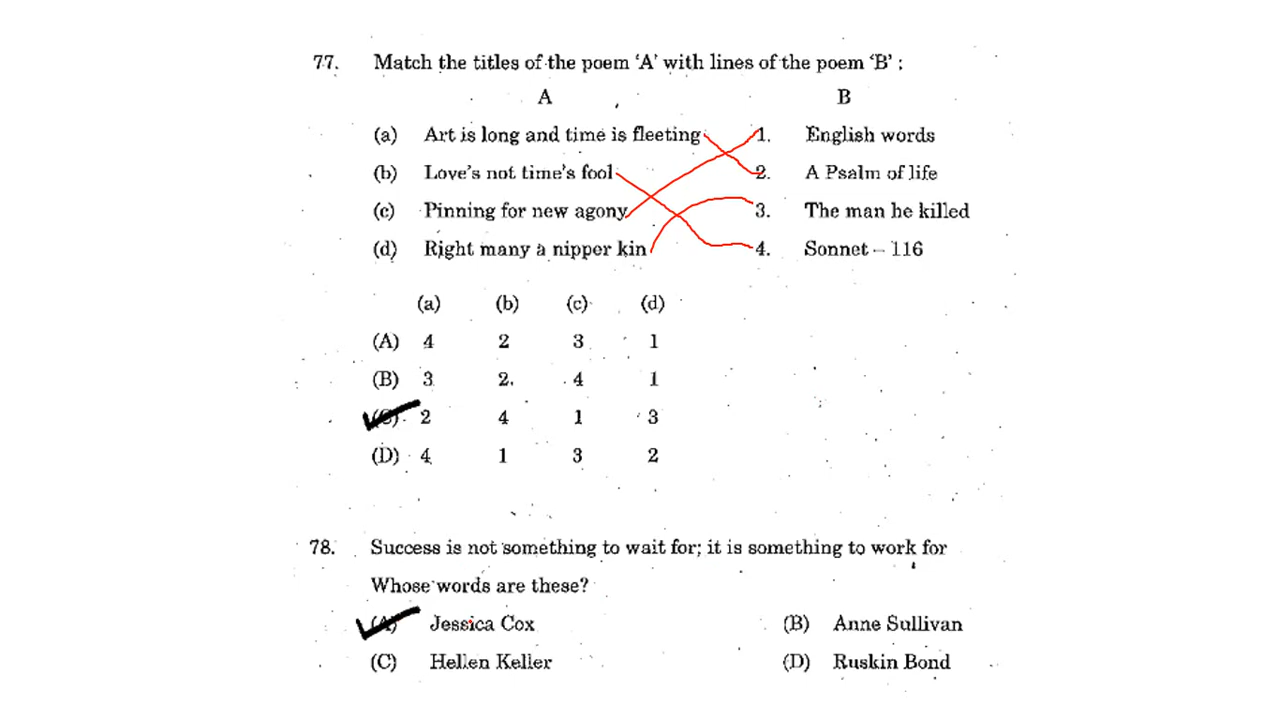 77. Match the titles of the poem 'A' with lines of the poem 'B' :
A B
(a) Art is long and time is fleeting 1. English words
(b) Love's not time's fool 2. A Psalm of life
(c) Pinning for new agony 3. The man he killed
(d) Right many a nipper kin 4. Sonnet – 116
(a) (b) (c) (d)
(A) 4 2 3 1
(B) 3 2. 4 1
(C) 2 4 1 3
(D) 4 1 3 2
78. Success is not something to wait for; it is something to work for
Whose words are these?
(A) Jessica Cox (B) Anne Sullivan
(C) Hellen Keller (D) Ruskin Bond